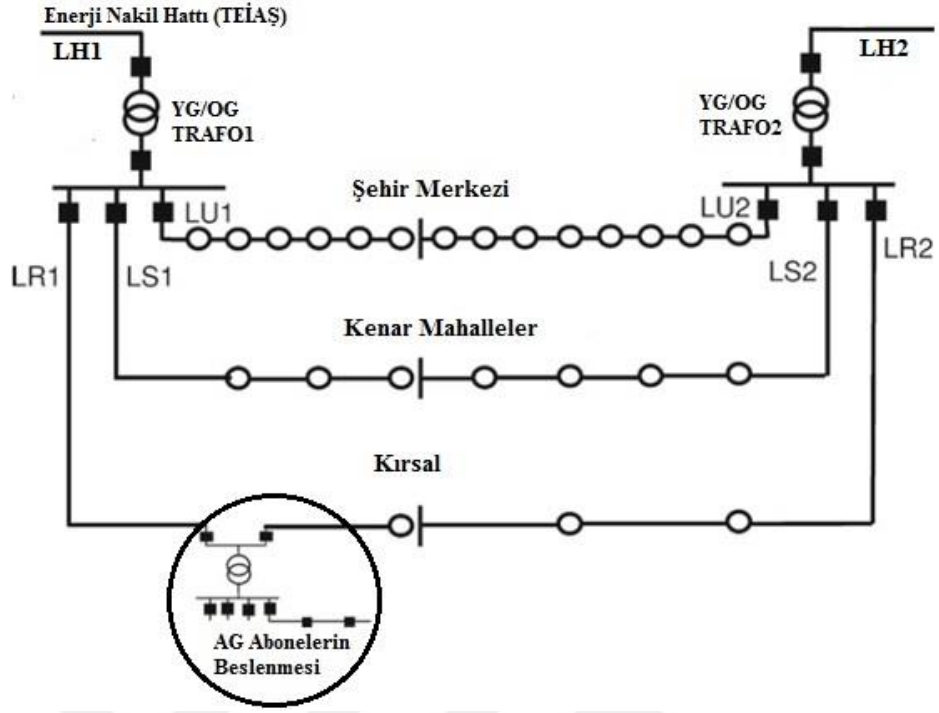 Enerji Nakil Hattı (TEİAŞ)
LH1
LH2
YG/OG
TRAFO1
YG/OG
TRAFO2
Şehir Merkezi
LU1
LU2
LR1
LS1
LS2
LR2
Kenar Mahalleler
Kırsal
AG Abonelerin
Beslenmesi